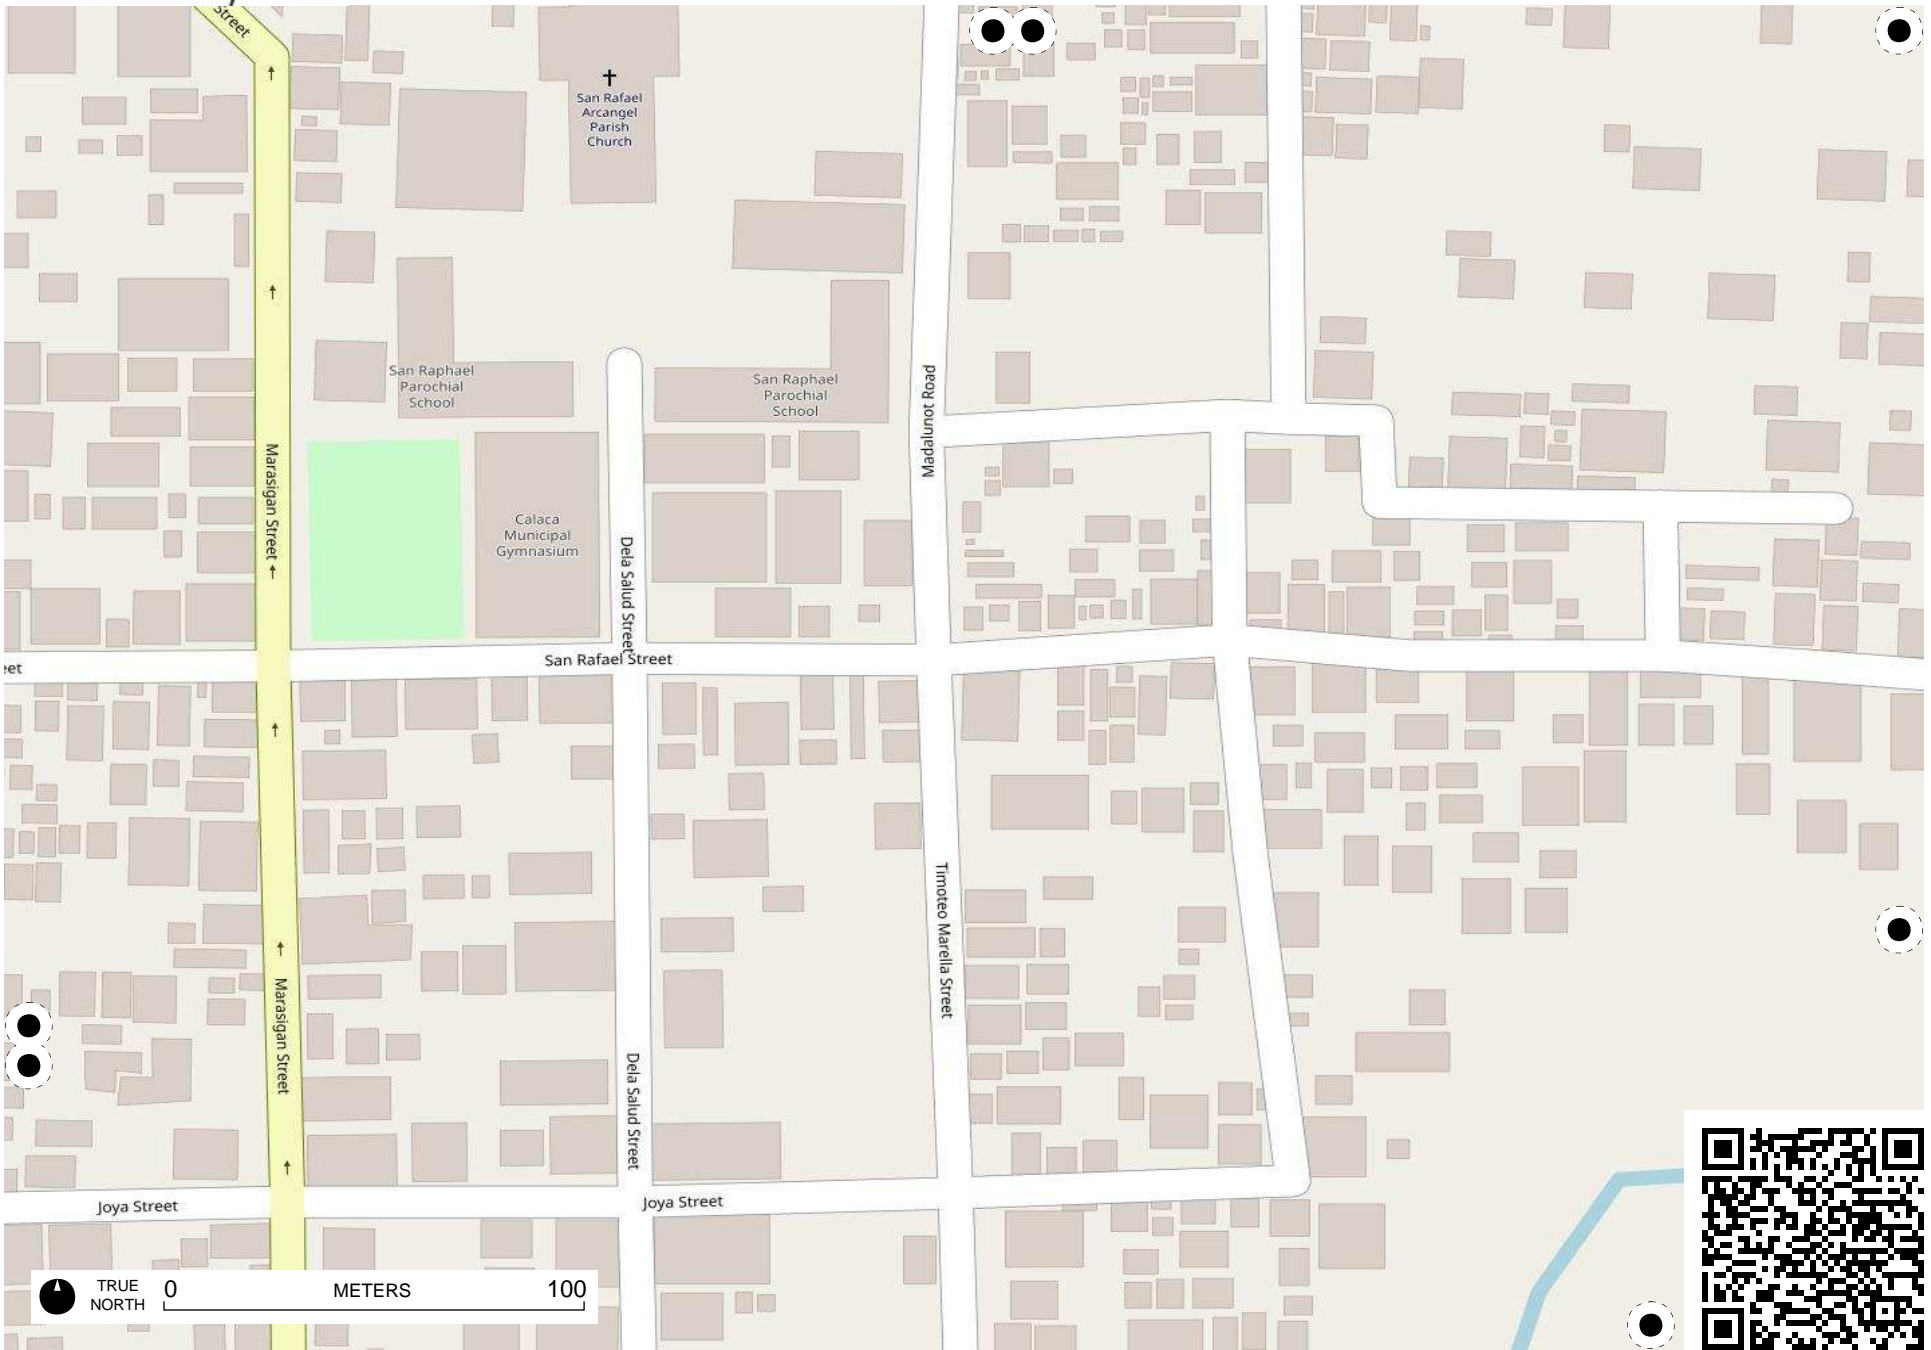 Street
San Rafael
Arcangel
Parish
Church
San Raphael
Parochial
School
San Raphael
Parochial
School
Mapalunot Road
Marasigan Street
Calaca
Municipal
Gymnasium
Dela Salud Street
San Rafael Street
eet
Timoteo Marella Street
Marasigan Street
Dela Salud Street
Joya Street
Joya Street
TRUE
NORTH
0 METERS 100